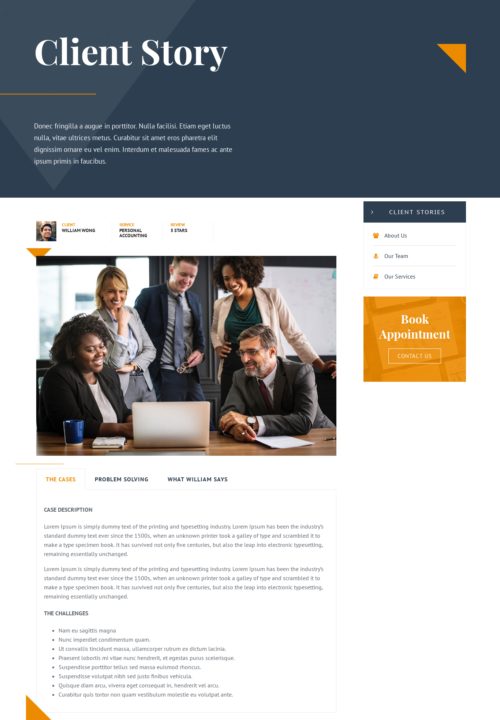 Client Story
Donec fringilla a augue in porttitor. Nulla facilisi. Etiam eget luctus
nulla, vitae ultrices metus. Curabitur sit amet eros pharetra elit
dignissim ornare eu vel enim. Interdum et malesuada fames ac ante
ipsum primis in faucibus.
CLIENT
WILLIAM WONG
SERVICE
PERSONAL
ACCOUNTING
REVIEW
5 STARS
CLIENT STORIES
About Us
Our Team
Our Services
Book
Appointment
CONTACT US
THE CASES
PROBLEM SOLVING
WHAT WILLIAM SAYS
CASE DESCRIPTION
Lorem Ipsum is simply dummy text of the printing and typesetting industry. Lorem Ipsum has been the industry's
standard dummy text ever since the 1500s, when an unknown printer took a galley of type and scrambled it to
make a type specimen book. It has survived not only five centuries, but also the leap into electronic typesetting,
remaining essentially unchanged.
Lorem Ipsum is simply dummy text of the printing and typesetting industry. Lorem Ipsum has been the industry's
standard dummy text ever since the 1500s, when an unknown printer took a galley of type and scrambled it to
make a type specimen book. It has survived not only five centuries, but also the leap into electronic typesetting,
remaining essentially unchanged.
THE CHALLENGES
Nam eu sagittis magna
Nunc imperdiet condimentum quam.
Ut convallis tincidunt massa, ullamcorper rutrum ex dictum lacinia.
Praesent lobortis mi vitae nunc hendrerit, et egestas purus scelerisque.
Suspendisse porttitor tellus sed massa euismod rhoncus.
Suspendisse volutpat nibh sed justo finibus vehicula.
Quisque diam arcu, viverra eget consequat in, hendrerit vel arcu.
Curabitur quis tortor non quam vestibulum molestie eu volutpat ante.